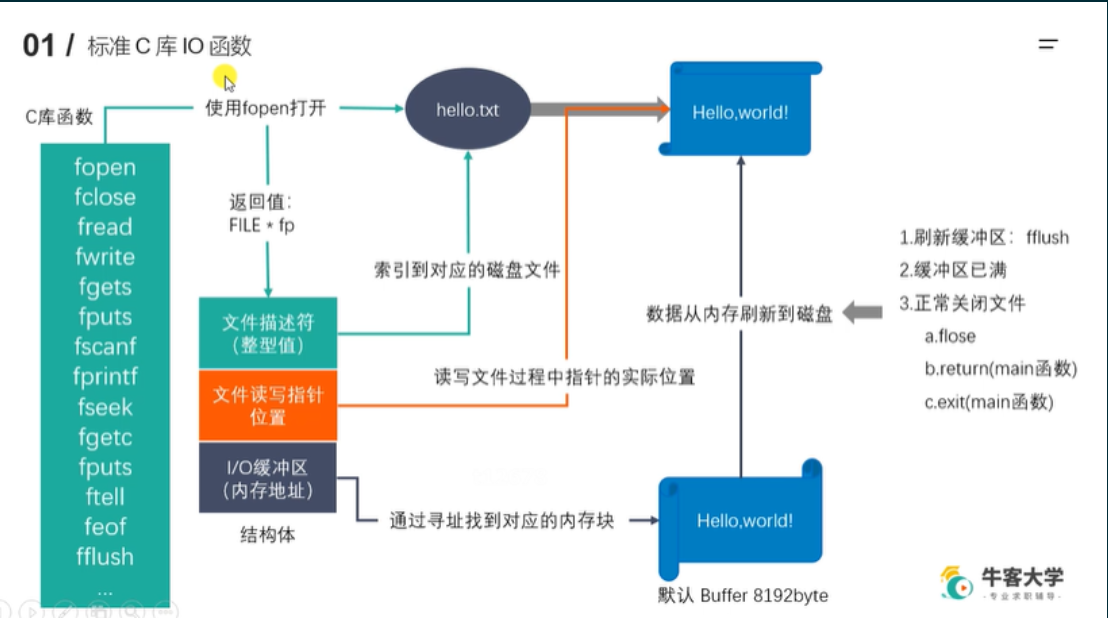 01 / 标准 C 库 IO 函数
C库函数
fopen
fclose
fread
fwrite
fgets
fputs
fscanf
fprintf
fseek
fgetc
fputs
ftell
feof
fflush
...
使用fopen打开
返回值：
FILE * fp
文件描述符
（整型值）
文件读写指针
位置
I/O缓冲区
（内存地址）
结构体
hello.txt
索引到对应的磁盘文件
读写文件过程中指针的实际位置
通过寻址找到对应的内存块
Hello,world!
数据从内存刷新到磁盘
Hello,world!
默认 Buffer 8192byte
1.刷新缓冲区：fflush
2.缓冲区已满
3.正常关闭文件
a.flose
b.return(main函数)
c.exit(main函数)
牛客大学
-专业求职辅导-